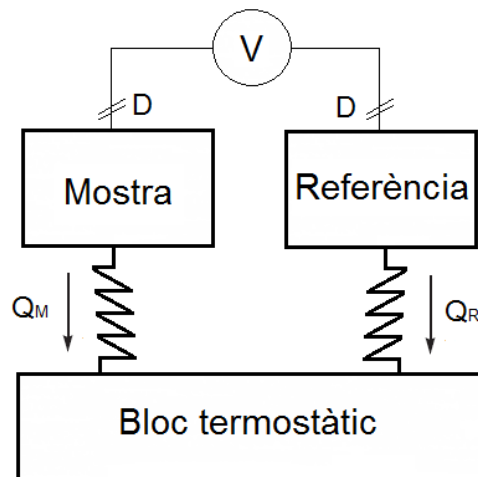 V
D
D
Mostra
Referència
QM
QR
Bloc termostàtic